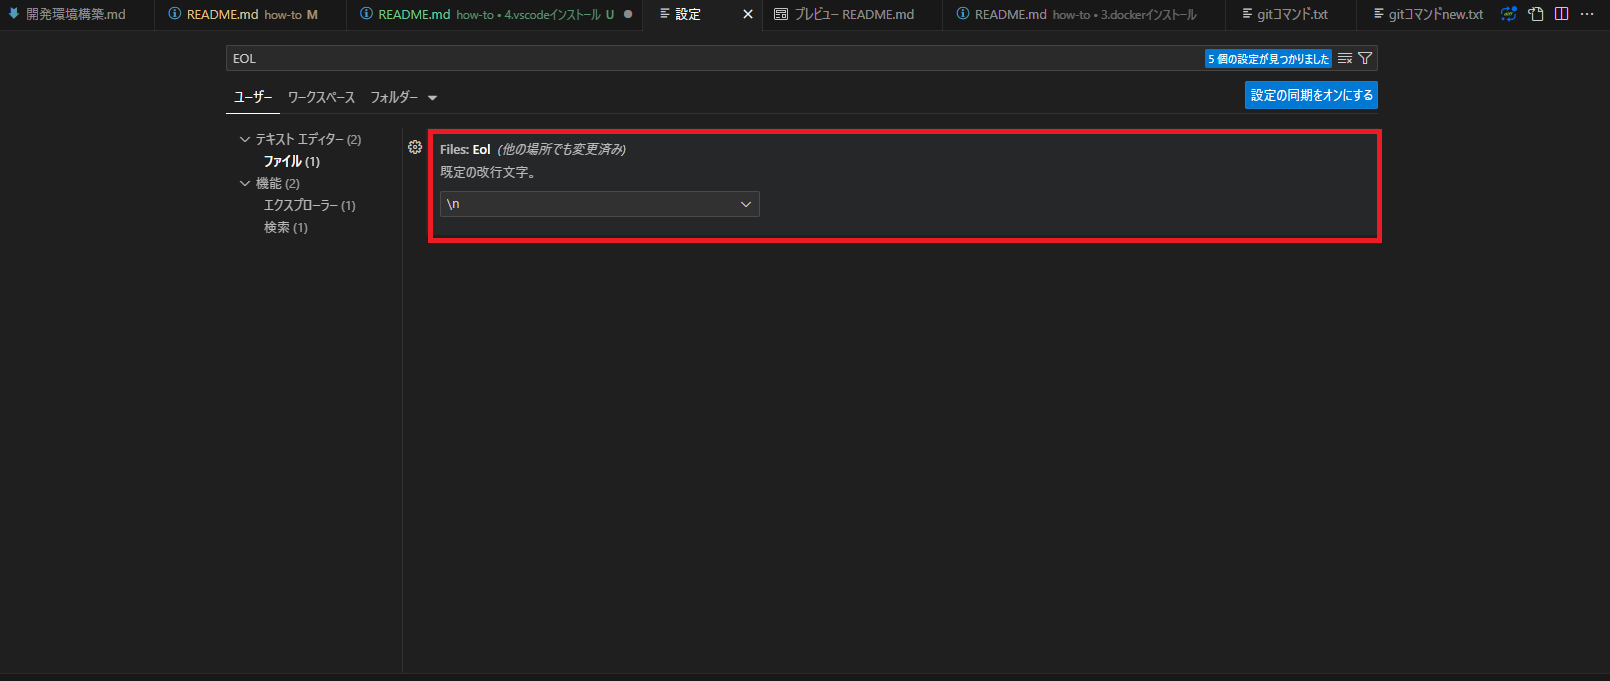 開発環境構築.md
README.md how-to M
README.md how-to • 4.vscodeインストール U
設定
プレビュー README.md
README.md how-to • 3.dockerインストール
gitコマンド.txt
gitコマンドnew.txt
EOL
5 個の設定が見つかりました
ユーザー
ワークスペース
フォルダー
設定の同期をオンにする
テキスト エディター (2)
ファイル (1)
機能 (2)
エクスプローラー (1)
検索 (1)
Files: Eol (他の場所でも変更済み)
既定の改行文字。
\n